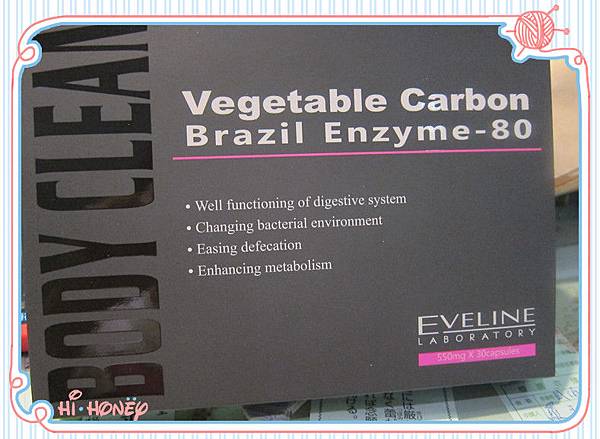 BODY CLEAN
Vegetable Carbon
Brazil Enzyme-80
• Well functioning of digestive system
• Changing bacterial environment
• Easing defecation
• Enhancing metabolism
EVELINE
LABORATORY
550mg X 30capsules
Hi·HONEY